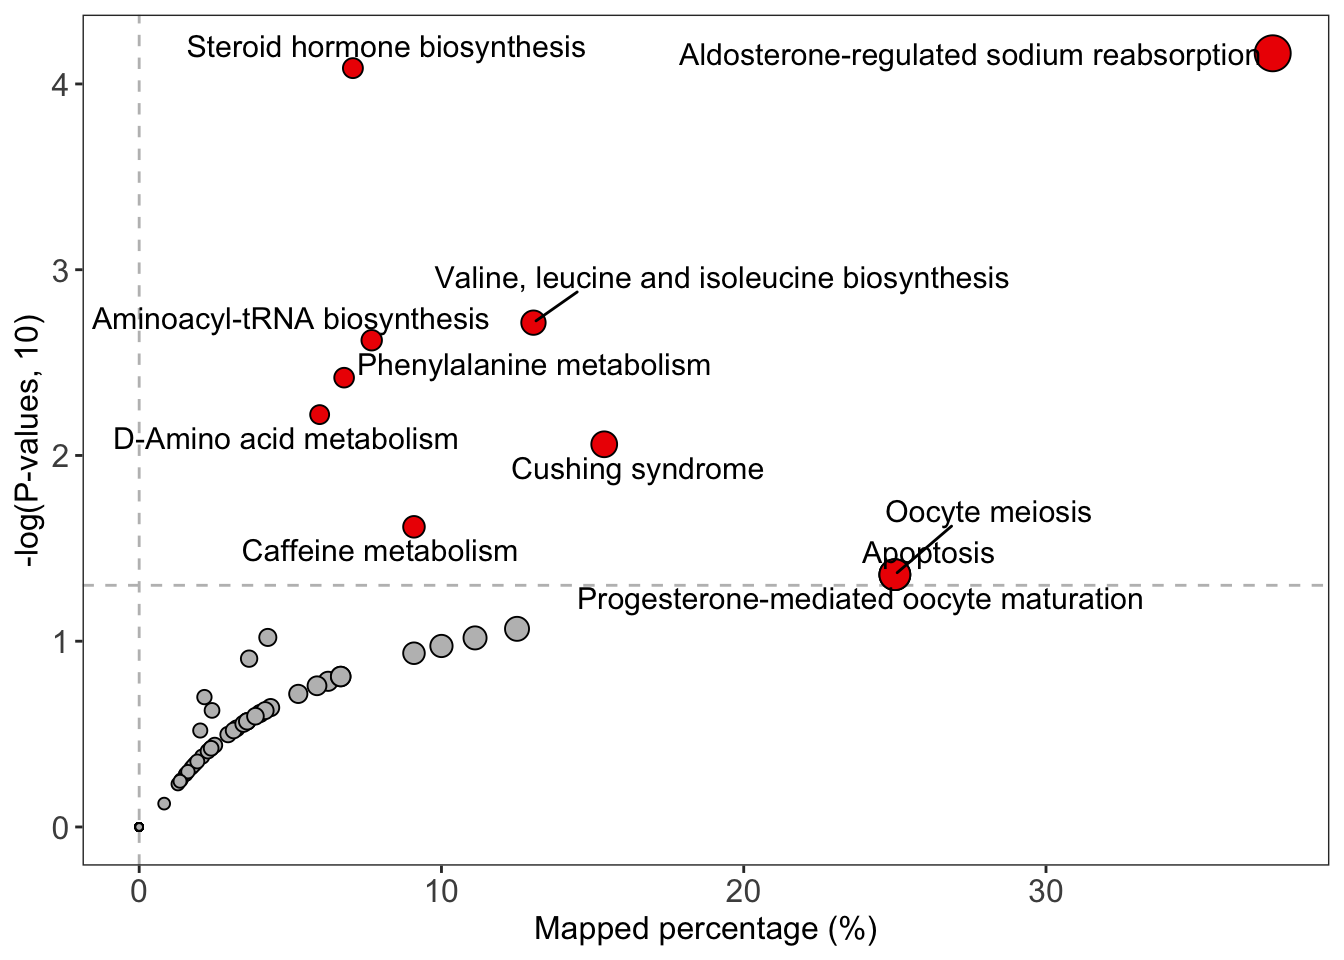 Steroid hormone biosynthesis
Aldosterone-regulated sodium reabsorption
4
3
Valine, leucine and isoleucine biosynthesis
Aminoacyl-tRNA biosynthesis
Phenylalanine metabolism
D-Amino acid metabolism
2
Cushing syndrome
Oocyte meiosis
Caffeine metabolism
Apoptosis
Progesterone-mediated oocyte maturation
1
0
-log(P-values, 10)
0 10 20 30
Mapped percentage (%)